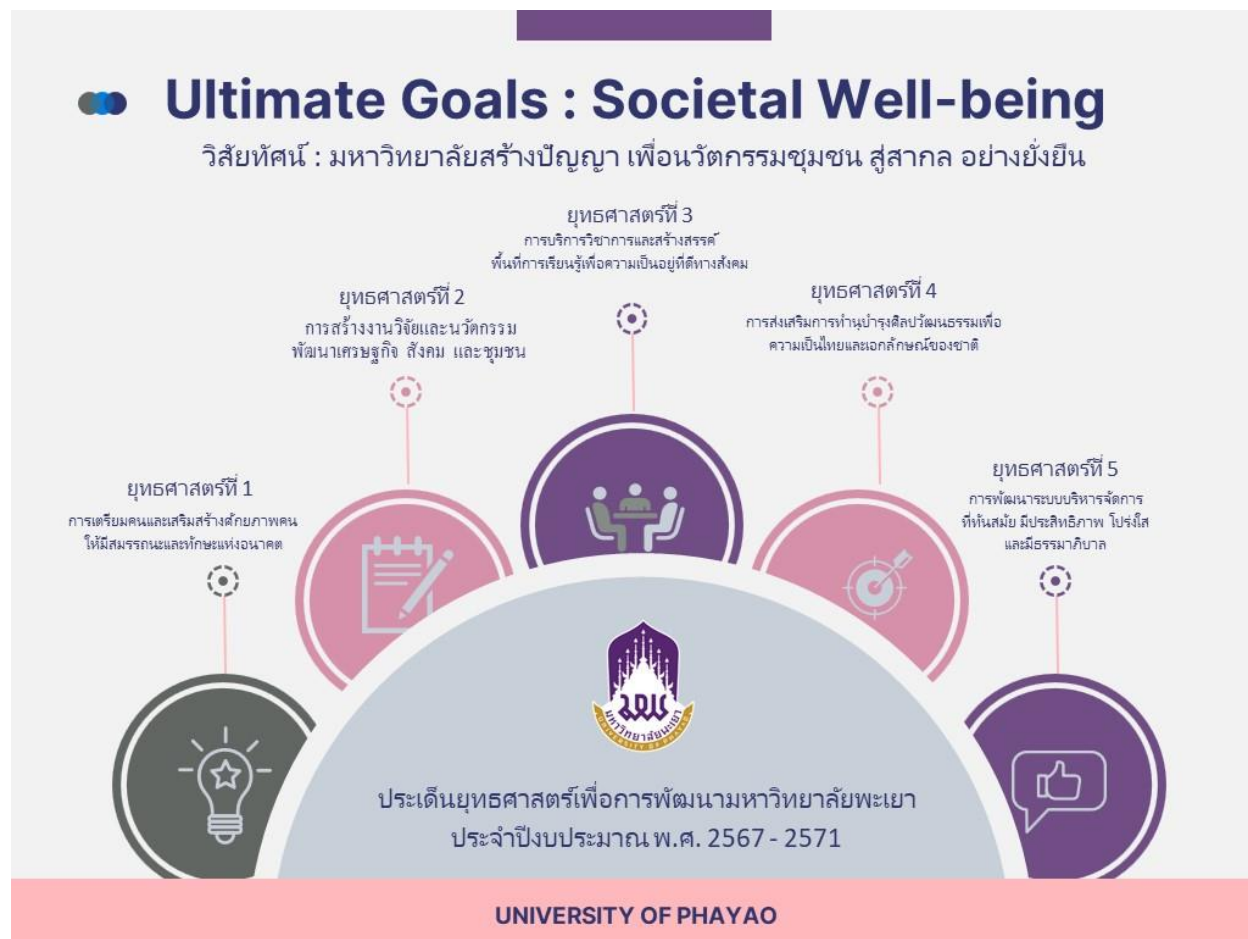 Ultimate Goals : Societal Well-being
วิสัยทัศน์ : มหาวิทยาลัยสร้างปัญญา เพื่อนวัตกรรมชุมชน สู่สากล อย่างยั่งยืน
ยุทธศาสตร์ที่ 1
การเตรียมคนและเสริมสร้างศักยภาพคน
ให้มีสมรรถนะและทักษะแห่งอนาคต
ยุทธศาสตร์ที่ 2
การสร้างงานวิจัยและนวัตกรรม
พัฒนาเศรษฐกิจ สังคม และชุมชน
ยุทธศาสตร์ที่ 3
การบริการวิชาการและสร้างสรรค์
พื้นที่การเรียนรู้เพื่อความเป็นอยู่ที่ดีทางสังคม
ยุทธศาสตร์ที่ 4
การส่งเสริมการทำนุบำรุงศิลปวัฒนธรรมเพื่อ
ความเป็นไทยและเอกลักษณ์ของชาติ
ยุทธศาสตร์ที่ 5
การพัฒนาระบบบริหารจัดการ
ที่ทันสมัย มีประสิทธิภาพ โปร่งใส
และมีธรรมาภิบาล
มหาวิทยาลัยพะเยา
UNIVERSITY OF PHAYAO
ประเด็นยุทธศาสตร์เพื่อการพัฒนามหาวิทยาลัยพะเยา
ประจำปีงบประมาณ พ.ศ. 2567 - 2571
UNIVERSITY OF PHAYAO